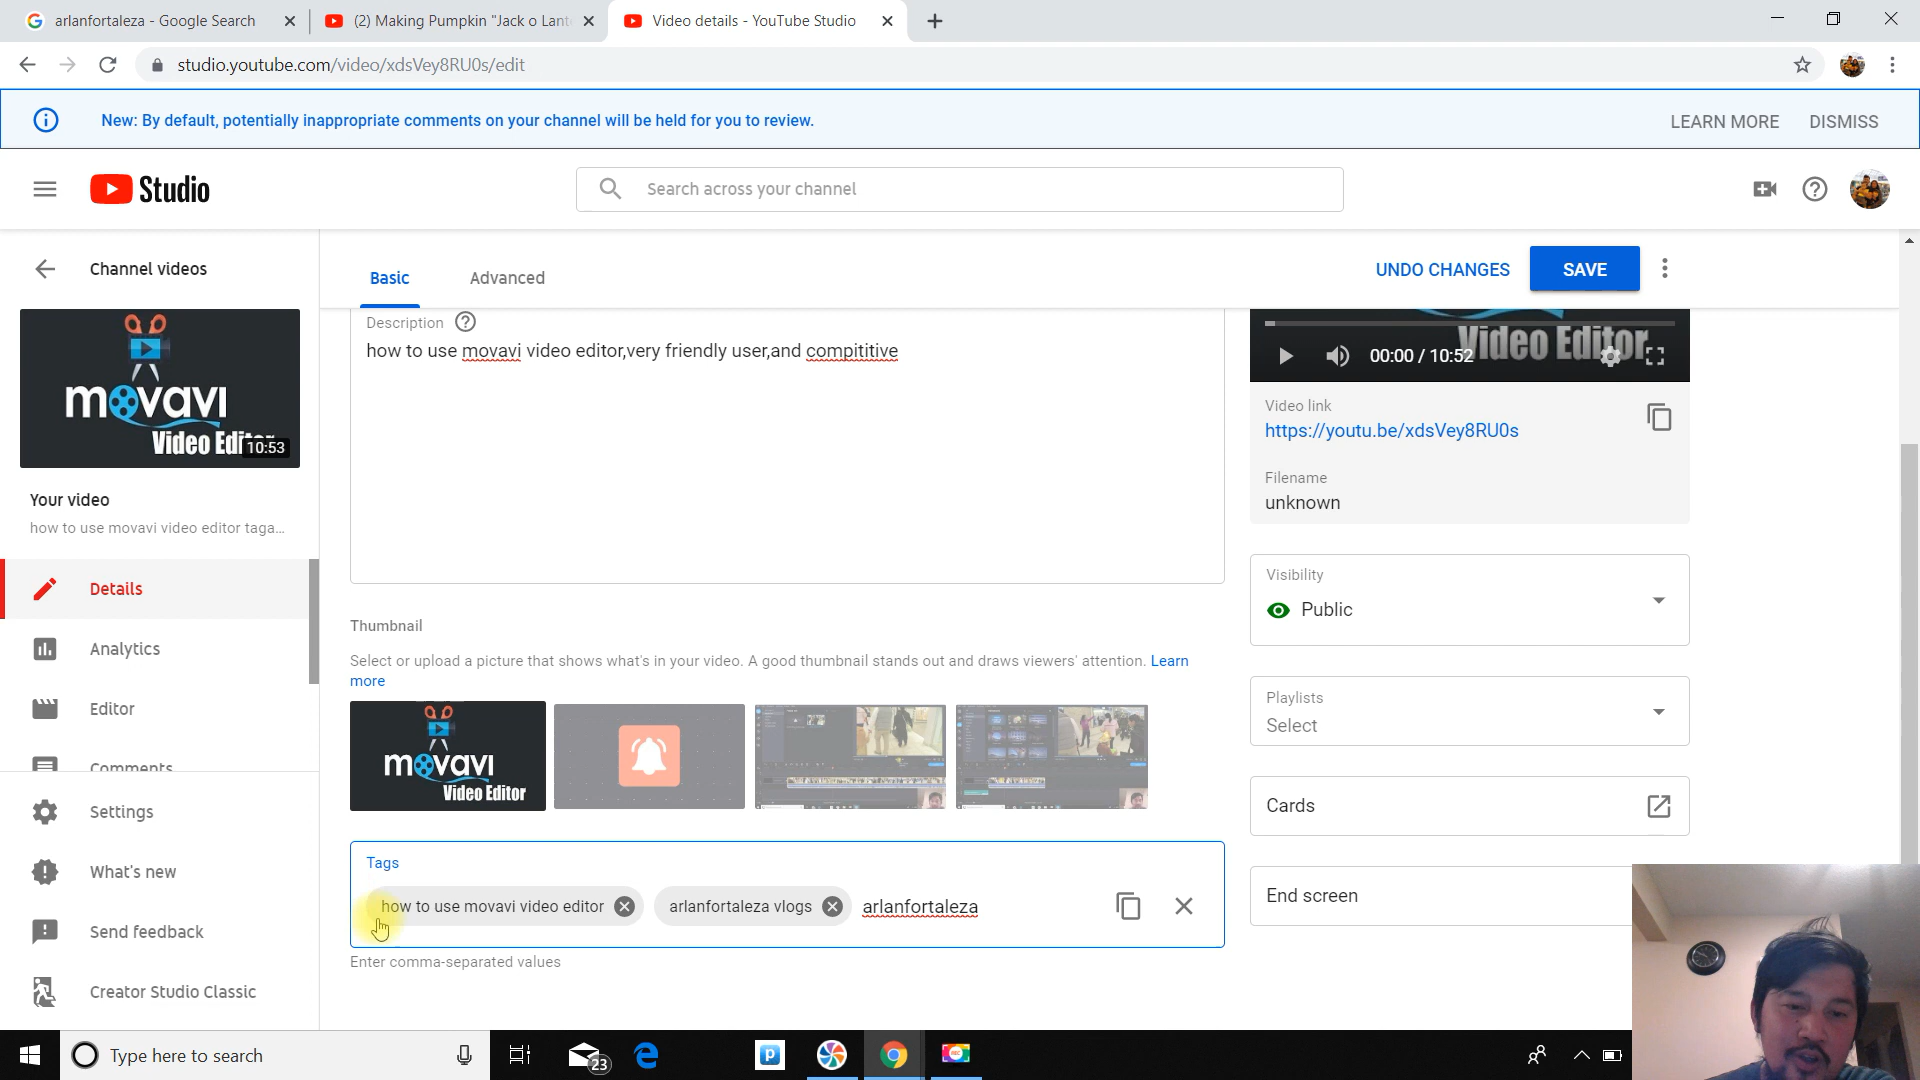 arlanfortaleza - Google Search
(2) Making Pumpkin "Jack o Lant
Video details - YouTube Studio
studio.youtube.com/video/xdsVey8RU0s/edit
New: By default, potentially inappropriate comments on your channel will be held for you to review.
LEARN MORE
DISMISS
Studio
Search across your channel
Channel videos
Basic
Advanced
UNDO CHANGES
SAVE
movavi
Video Edi
10:53
Your video
how to use movavi video editor taga...
Details
Analytics
Editor
Comments
Settings
What's new
Send feedback
Creator Studio Classic
Description
how to use movavi video editor,very friendly user,and compititive
Thumbnail
Select or upload a picture that shows what's in your video. A good thumbnail stands out and draws viewers' attention. Learn
more
movavi
Video Editor
Tags
how to use movavi video editor
arlanfortaleza vlogs
arlanfortaleza
Enter comma-separated values
Video Editor
00:00 / 10:52
Video link
https://youtu.be/xdsVey8RU0s
Filename
unknown
Visibility
Public
Playlists
Select
Cards
End screen
Type here to search
23